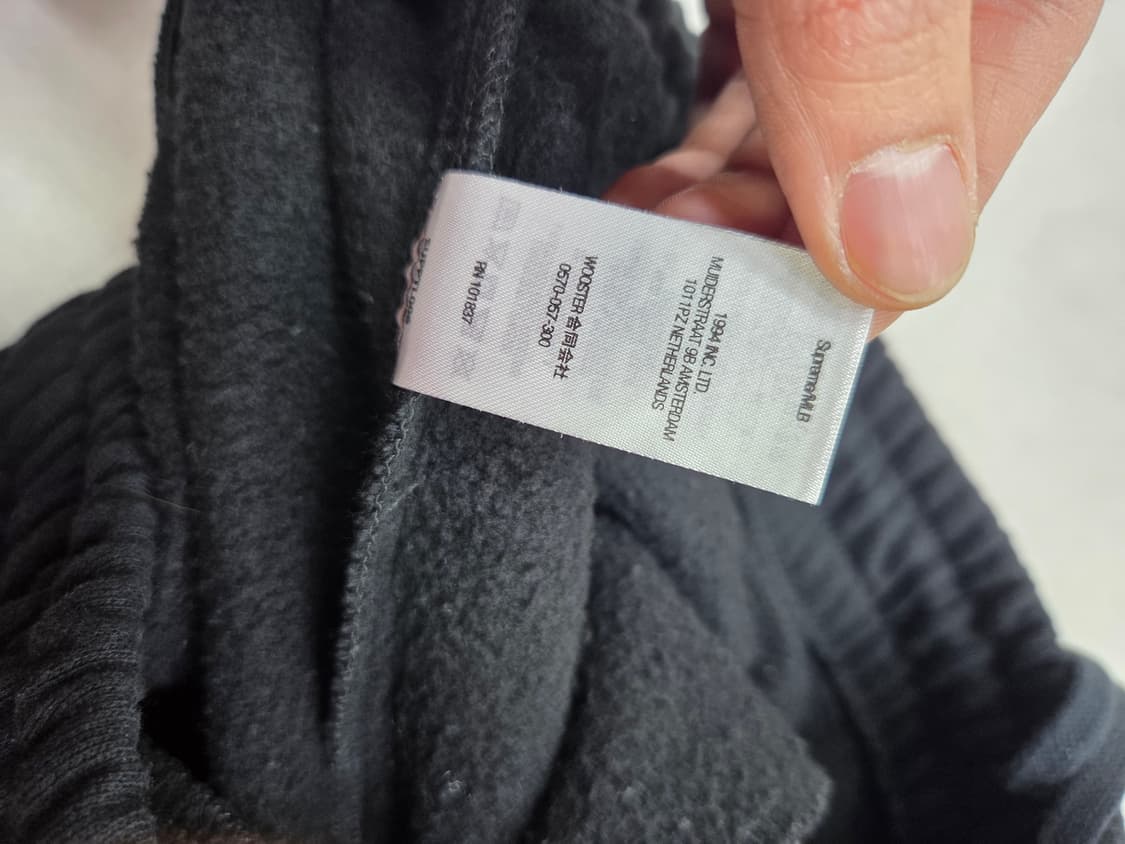 Supreme/MLB
1994 INC. LTD.
MUIDERSTRAAT 9B AMSTERDAM
1011PZ NETHERLANDS
WOOSTER 合同会社
0570-057-300
RN 101837